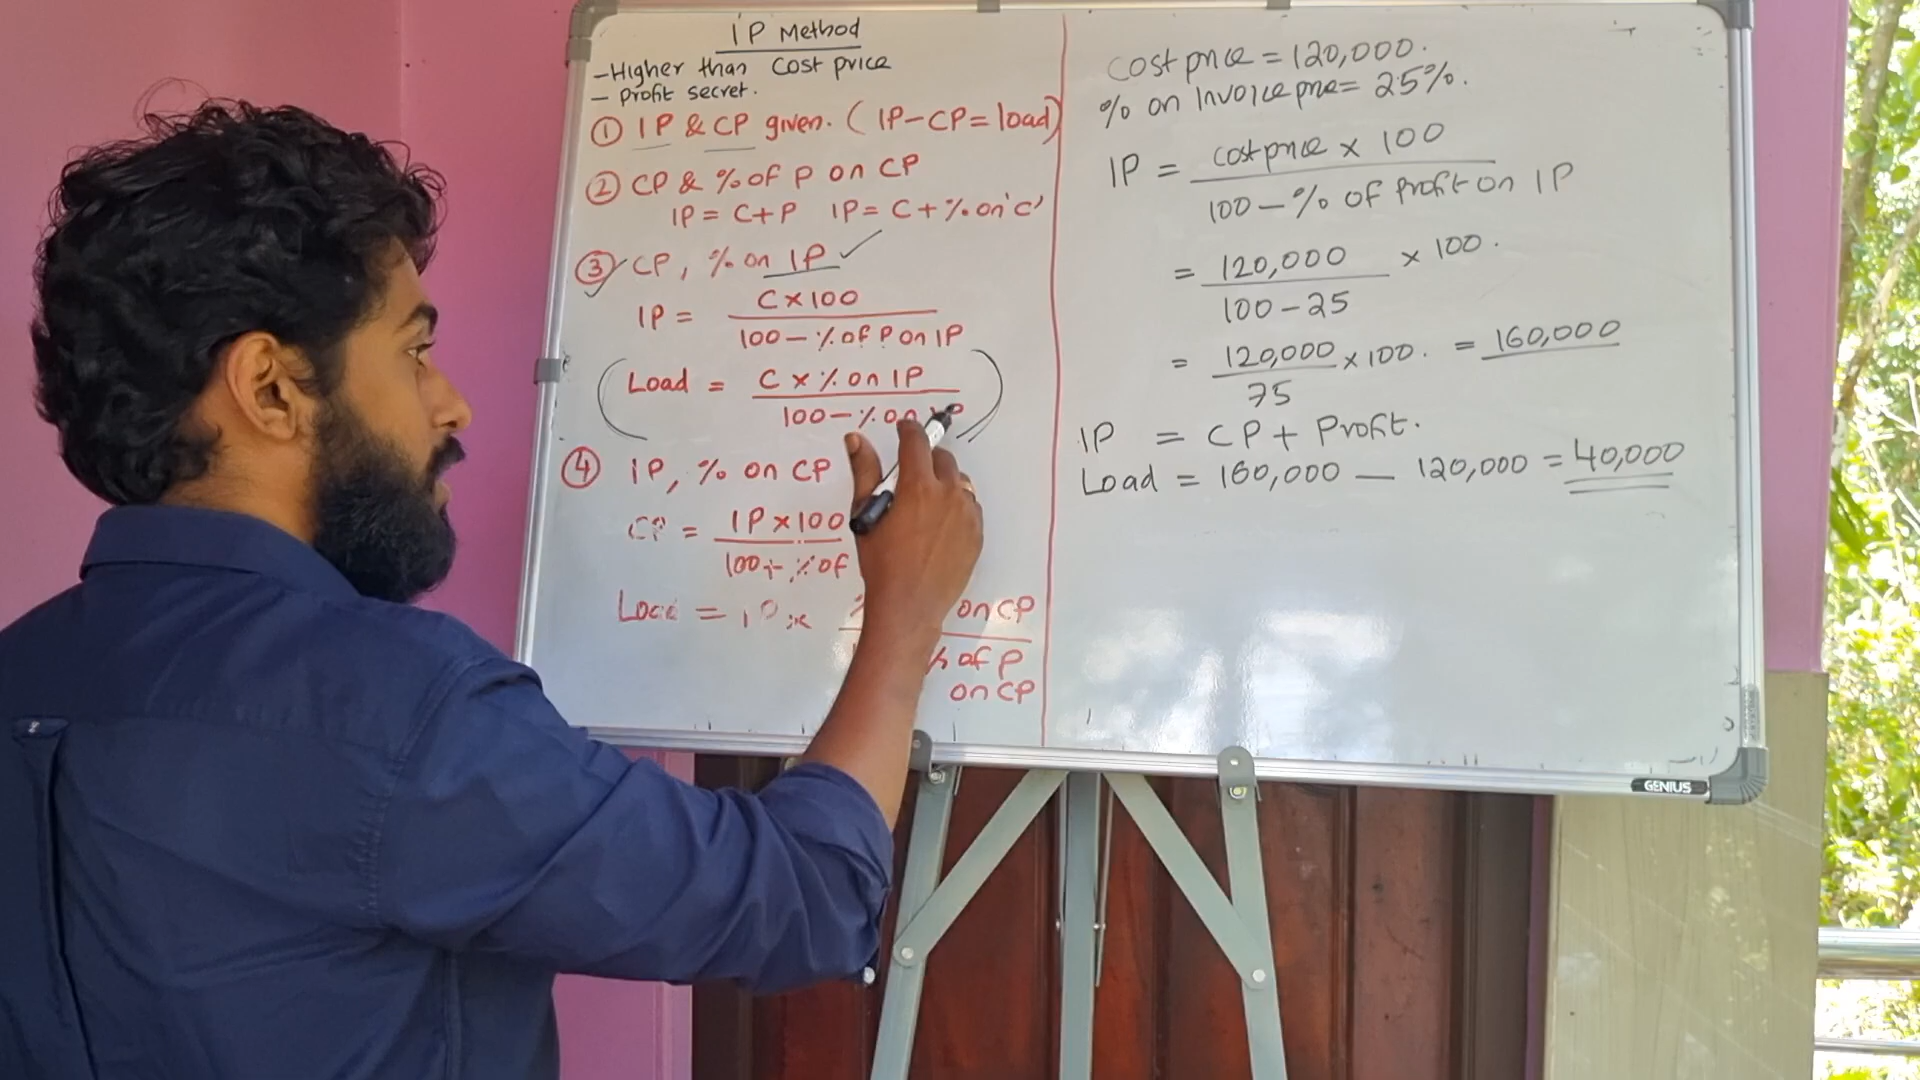 IP Method
- Higher than cost price
- Profit secret.
① IP & CP given. (IP-CP=load)
② CP & % of P on CP
IP = C+P IP = C + % on 'C'
③ CP, % on IP ✓
IP = C×100
100 - % of P on IP
Load = C × % on IP
100 - % on IP
④ IP, % on CP
CP = IP×100
100+ % of
Load = IP × on CP
% of P
on CP
Cost price = 120,000.
% on Invoice price = 25%.
IP = cost price × 100
100 - % of Profit on IP
= 120,000 × 100.
100-25
= 120,000 ×100. = 160,000
75
IP = CP + Profit.
Load = 160,000 - 120,000 = 40,000
GENIUS